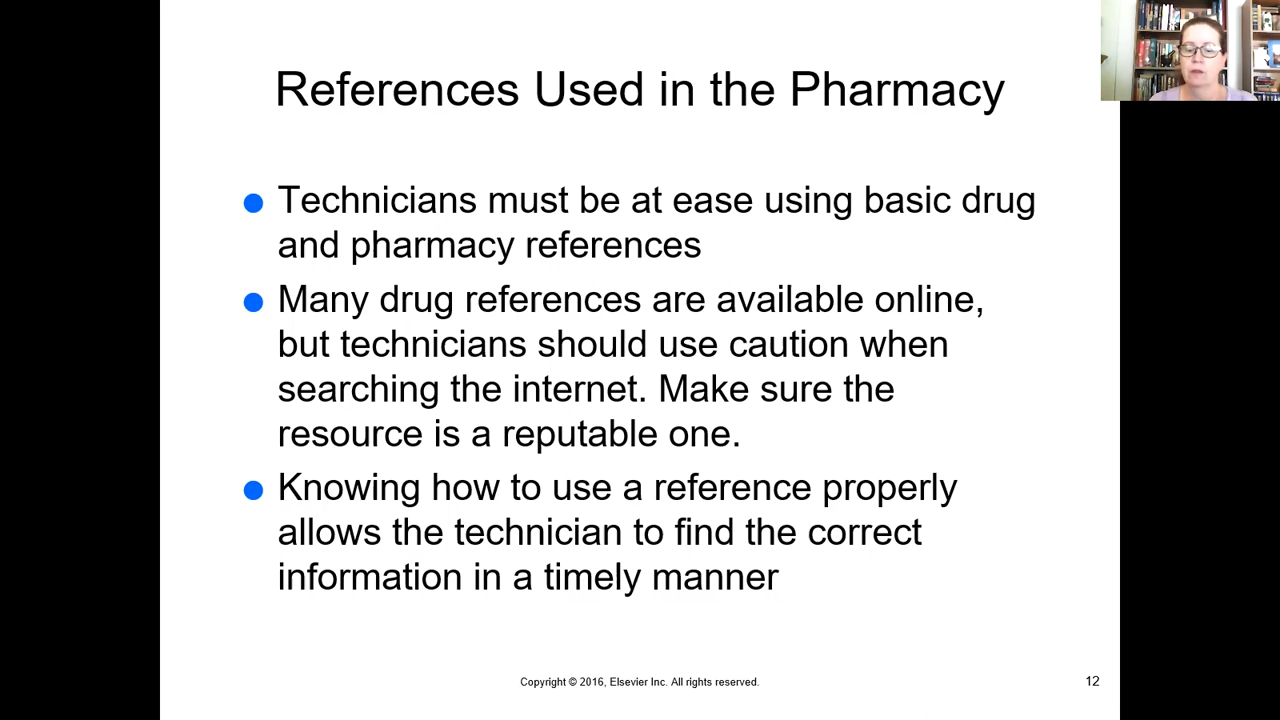 References Used in the Pharmacy
Technicians must be at ease using basic drug
and pharmacy references
Many drug references are available online,
but technicians should use caution when
searching the internet. Make sure the
resource is a reputable one.
Knowing how to use a reference properly
allows the technician to find the correct
information in a timely manner
Copyright © 2016, Elsevier Inc. All rights reserved.
12